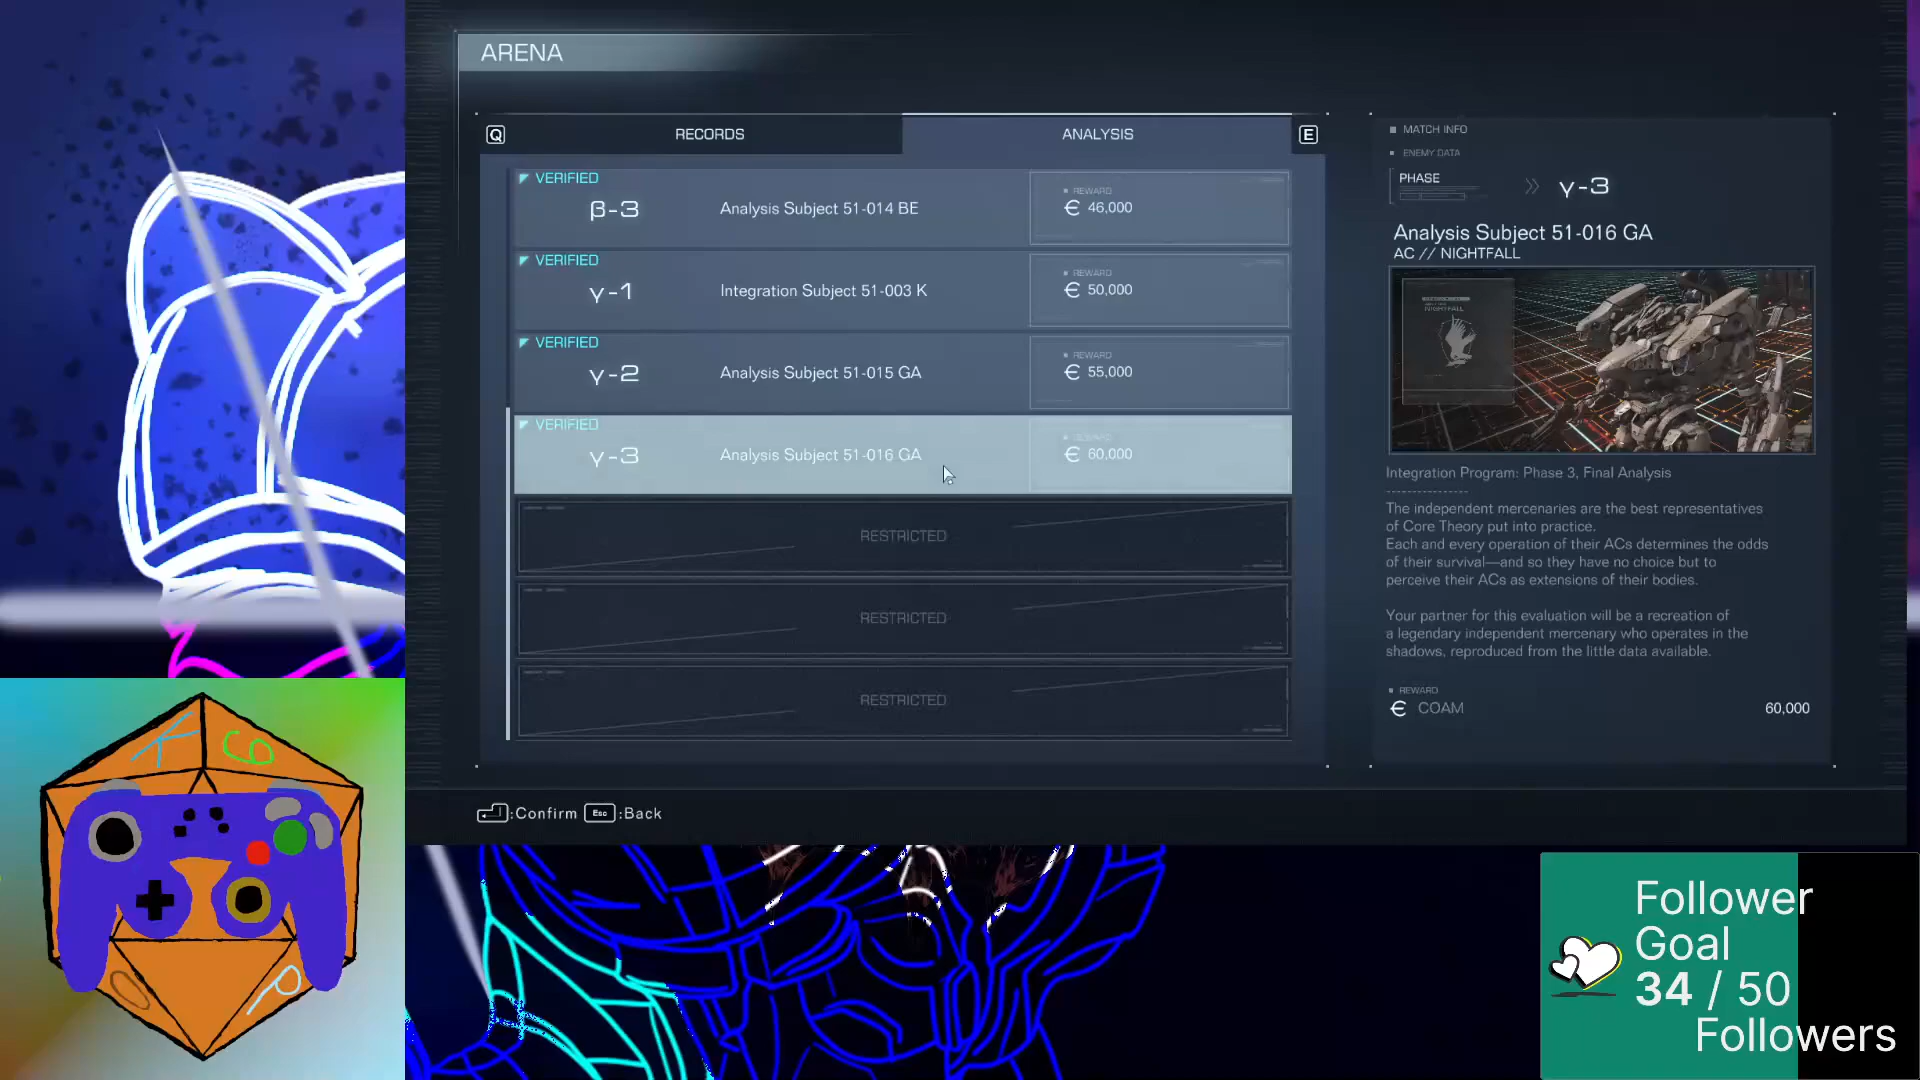 ARENA
Q
RECORDS
ANALYSIS
E
VERIFIED
β-3
Analysis Subject 51-014 BE
REWARD
46,000
VERIFIED
γ-1
Integration Subject 51-003 K
REWARD
50,000
VERIFIED
γ-2
Analysis Subject 51-015 GA
REWARD
55,000
VERIFIED
γ-3
Analysis Subject 51-016 GA
REWARD
60,000
RESTRICTED
RESTRICTED
RESTRICTED
MATCH INFO
ENEMY DATA
PHASE
γ-3
Analysis Subject 51-016 GA
AC // NIGHTFALL
NIGHTFALL
Integration Program: Phase 3, Final Analysis
---------------
The independent mercenaries are the best representatives
of Core Theory put into practice.
Each and every operation of their ACs determines the odds
of their survival—and so they have no choice but to
perceive their ACs as extensions of their bodies.
Your partner for this evaluation will be a recreation of
a legendary independent mercenary who operates in the
shadows, reproduced from the little data available.
REWARD
COAM 60,000
:Confirm Esc :Back
Follower
Goal
34 / 50
Followers